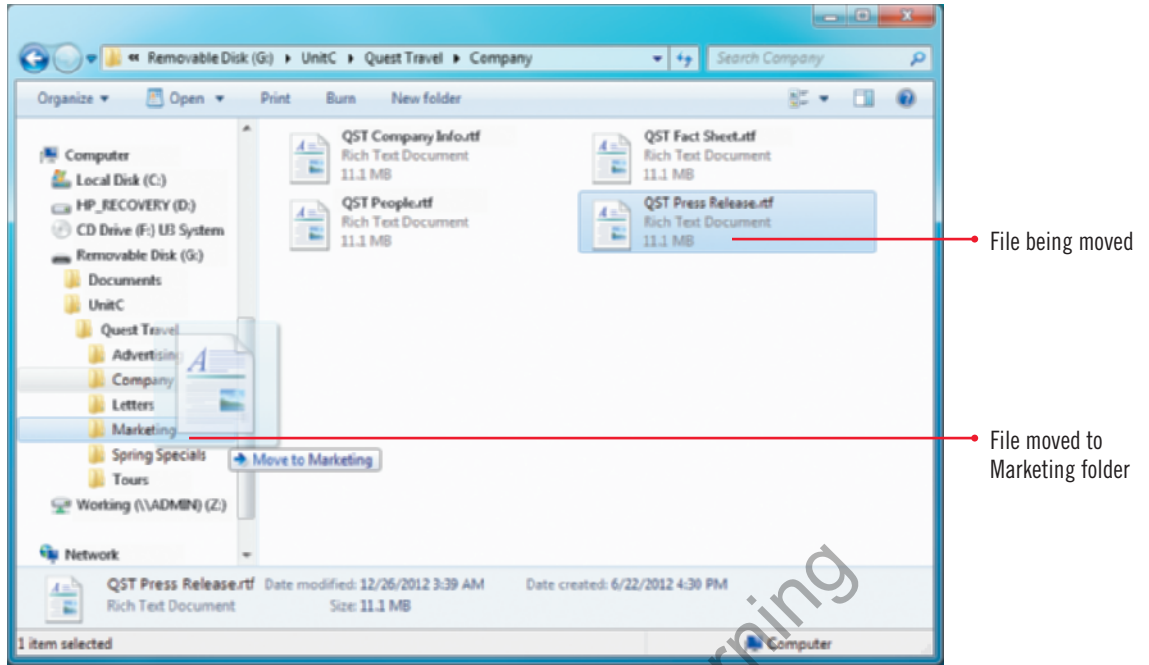 « Removable Disk (G:) ▸ UnitC ▸ Quest Travel ▸ Company
Search Company
Organize ▾ Open ▾ Print Burn New folder
Computer
Local Disk (C:)
HP_RECOVERY (D:)
CD Drive (F:) U3 System
Removable Disk (G:)
Documents
UnitC
Quest Travel
Advertising
Company
Letters
Marketing
Spring Specials
Tours
Working (\\ADMIN) (Z:)
Network
QST Company Info.rtf
Rich Text Document
11.1 MB
QST Fact Sheet.rtf
Rich Text Document
11.1 MB
QST People.rtf
Rich Text Document
11.1 MB
QST Press Release.rtf
Rich Text Document
11.1 MB
Move to Marketing
File being moved
File moved to
Marketing folder
QST Press Release.rtf Date modified: 12/26/2012 3:39 AM Date created: 6/22/2012 4:30 PM
Rich Text Document Size: 11.1 MB
1 item selected
Computer